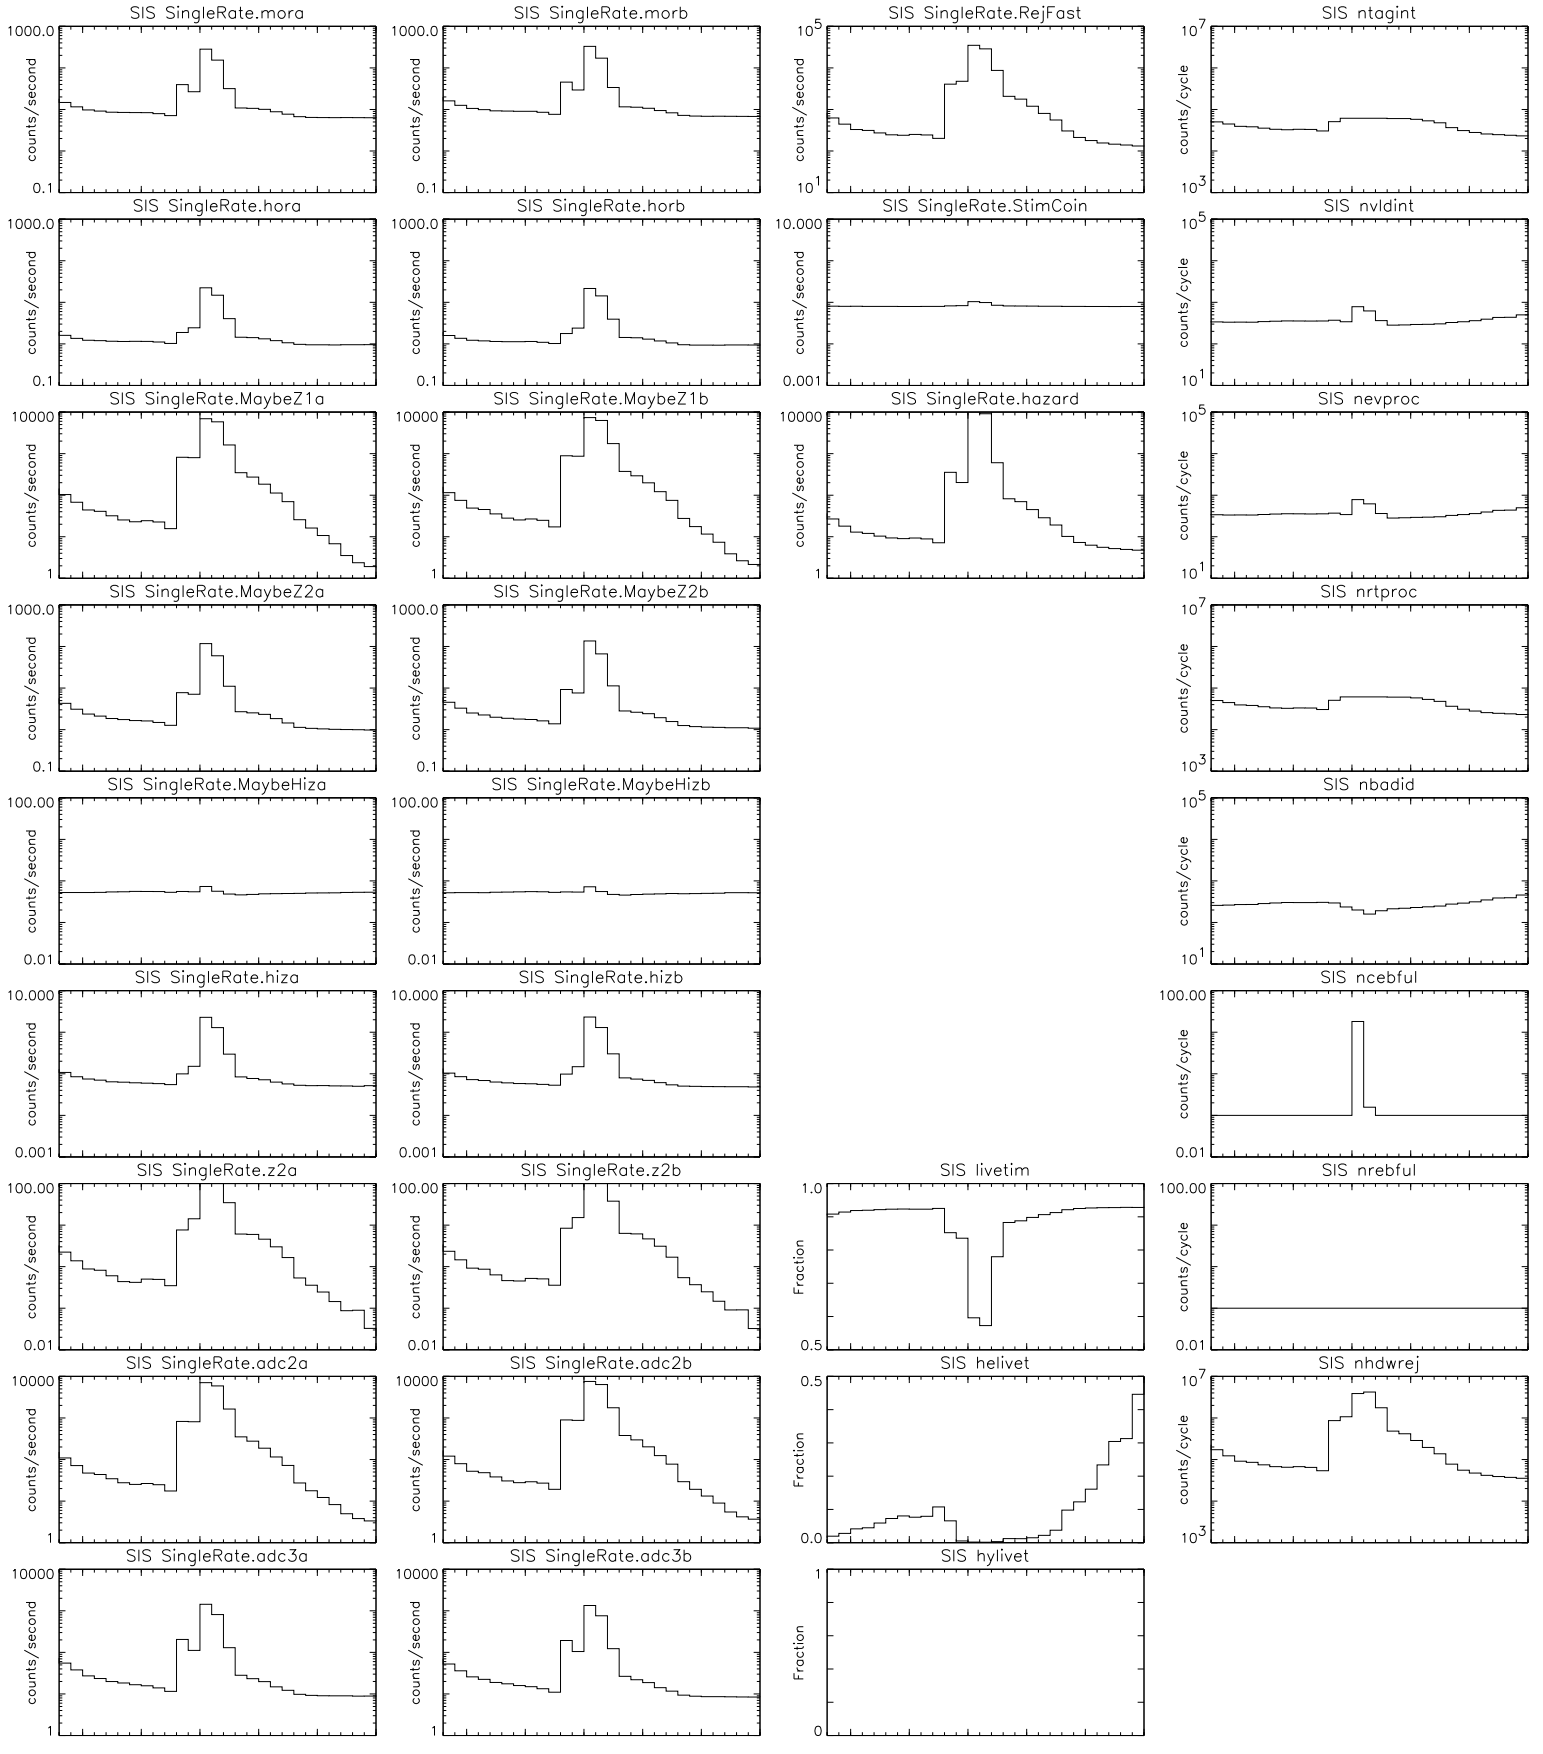 SIS SingleRate.mora
1000.0
counts/second
0.1
SIS SingleRate.morb
1000.0
counts/second
0.1
SIS SingleRate.RejFast
10^5
counts/second
10^1
SIS ntagint
10^7
counts/cycle
10^3
SIS SingleRate.hora
1000.0
counts/second
0.1
SIS SingleRate.horb
1000.0
counts/second
0.1
SIS SingleRate.StimCoin
10.000
counts/second
0.001
SIS nvldint
10^5
counts/cycle
10^1
SIS SingleRate.MaybeZ1a
10000
counts/second
1
SIS SingleRate.MaybeZ1b
10000
counts/second
1
SIS SingleRate.hazard
10000
counts/second
1
SIS nevproc
10^5
counts/cycle
10^1
SIS SingleRate.MaybeZ2a
1000.0
counts/second
0.1
SIS SingleRate.MaybeZ2b
1000.0
counts/second
0.1
SIS nrtproc
10^7
counts/cycle
10^3
SIS SingleRate.MaybeHiza
100.00
counts/second
0.01
SIS SingleRate.MaybeHizb
100.00
counts/second
0.01
SIS nbadid
10^5
counts/cycle
10^1
SIS SingleRate.hiza
10.000
counts/second
0.001
SIS SingleRate.hizb
10.000
counts/second
0.001
SIS ncebful
100.00
counts/cycle
0.01
SIS SingleRate.z2a
100.00
counts/second
0.01
SIS SingleRate.z2b
100.00
counts/second
0.01
SIS livetim
1.0
Fraction
0.5
SIS nrebful
100.00
counts/cycle
0.01
SIS SingleRate.adc2a
10000
counts/second
1
SIS SingleRate.adc2b
10000
counts/second
1
SIS helivet
0.5
Fraction
0.0
SIS nhdwrej
10^7
counts/cycle
10^3
SIS SingleRate.adc3a
10000
counts/second
1
SIS SingleRate.adc3b
10000
counts/second
1
SIS hylivet
1
Fraction
0